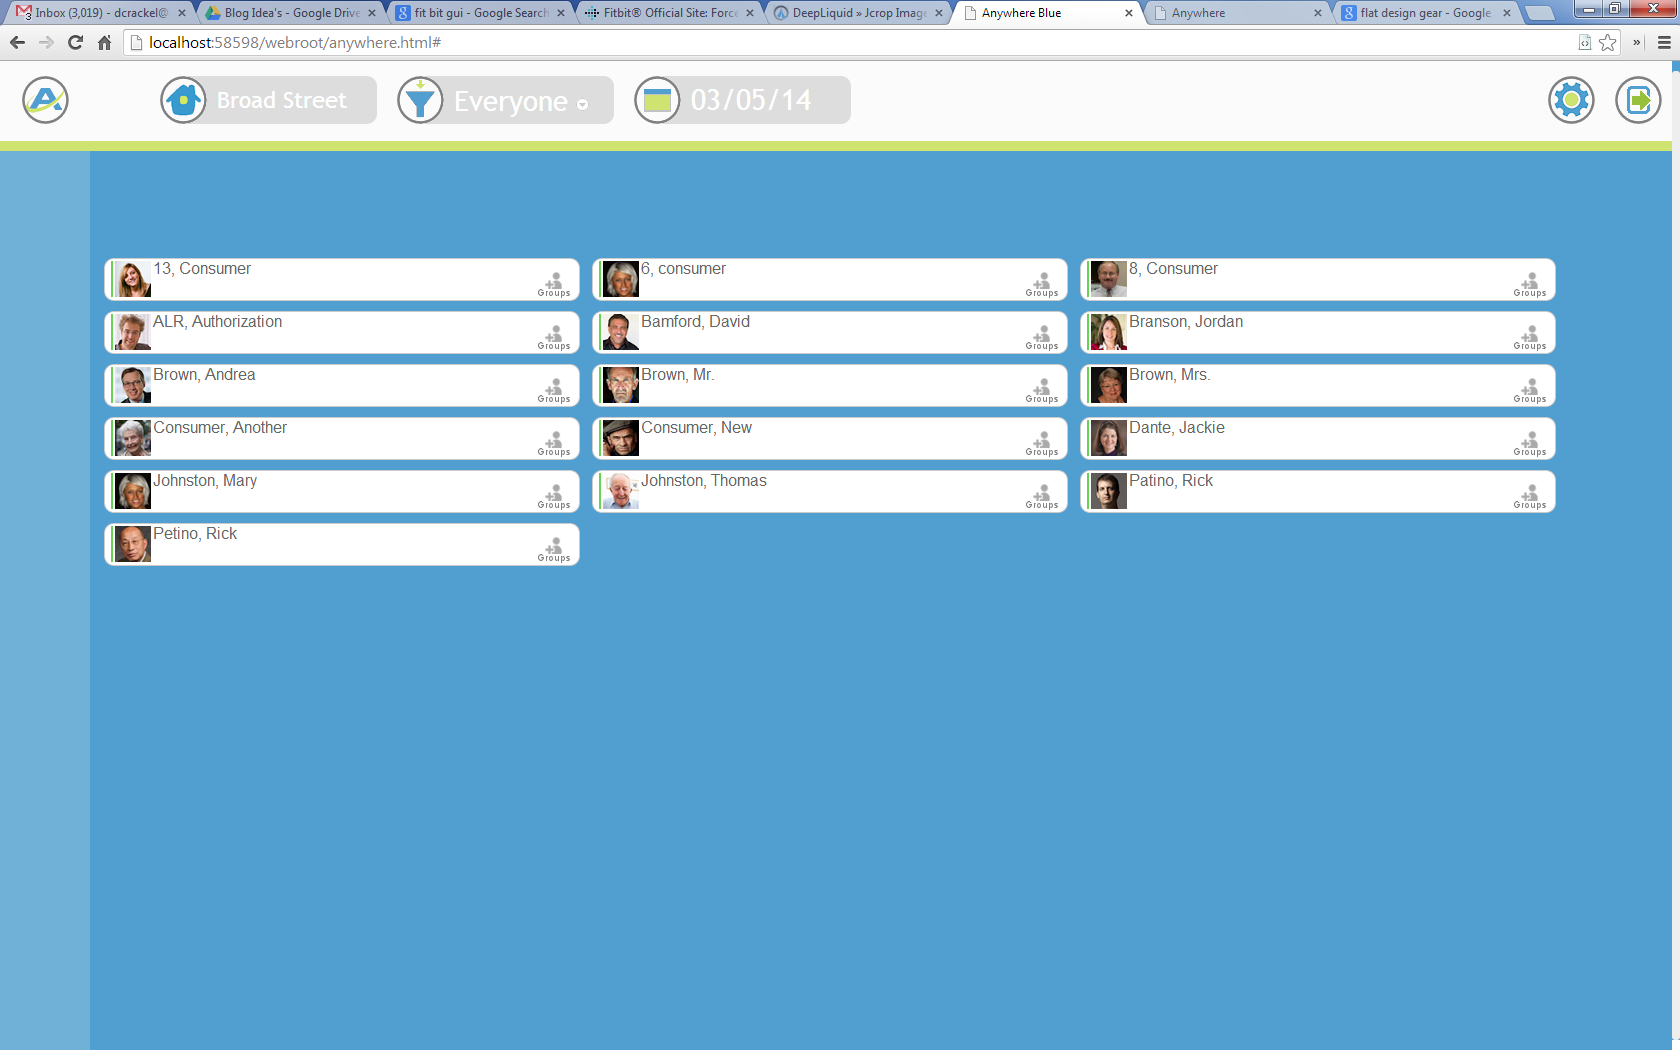 Inbox (3,019) - dcrackel@
Blog Idea's - Google Drive
fit bit gui - Google Search
Fitbit® Official Site: Force
DeepLiquid » Jcrop Image
Anywhere Blue
Anywhere
flat design gear - Google
localhost:58598/webroot/anywhere.html#
Broad Street
Everyone
03/05/14
13, Consumer
Groups
6, consumer
Groups
8, Consumer
Groups
ALR, Authorization
Groups
Bamford, David
Groups
Branson, Jordan
Groups
Brown, Andrea
Groups
Brown, Mr.
Groups
Brown, Mrs.
Groups
Consumer, Another
Groups
Consumer, New
Groups
Dante, Jackie
Groups
Johnston, Mary
Groups
Johnston, Thomas
Groups
Patino, Rick
Groups
Petino, Rick
Groups